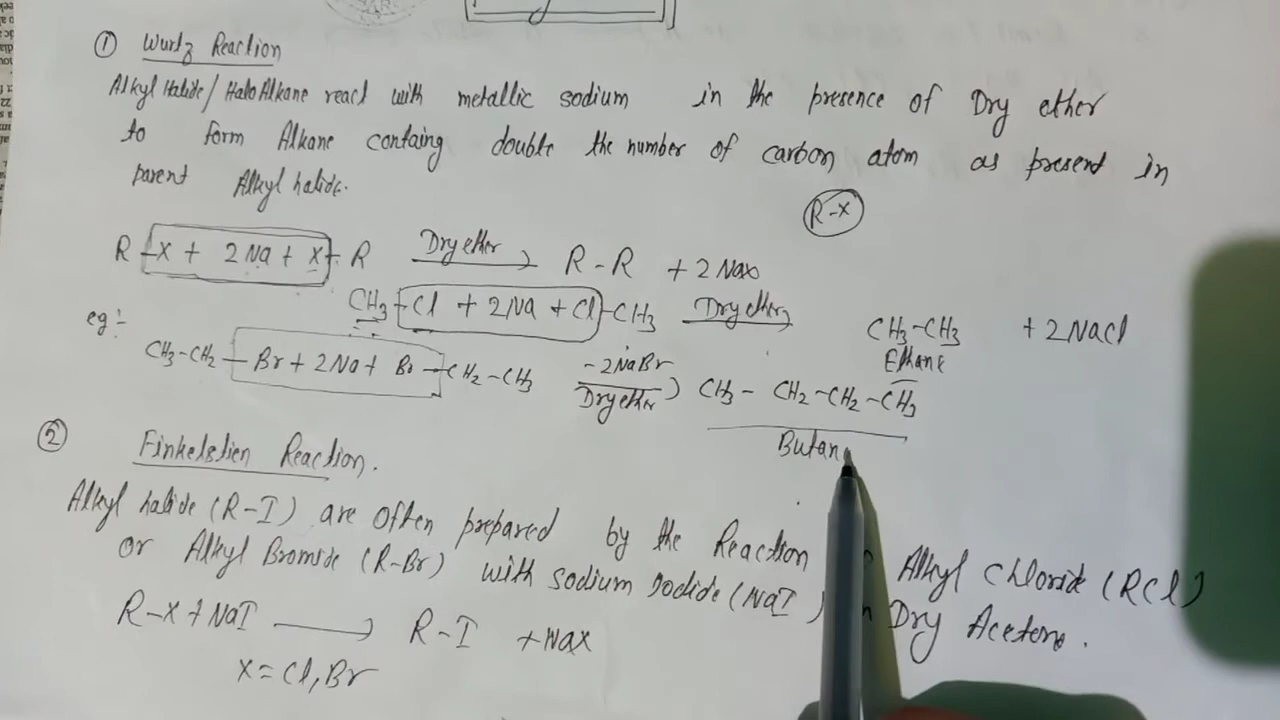 ① Wurtz Reaction
Alkyl Halide/HaloAlkane react with metallic sodium in the presence of Dry ether
to form Alkane containg double the number of carbon atom as present in
parent Alkyl halide.
R-X
R-X + 2Na + X-R Dry ether → R-R + 2Nax
eg:- CH3-Cl + 2Na + Cl-CH3 Dry ether → CH3-CH3 + 2NaCl
Ethane
CH3-CH2-Br + 2Na + Br-CH2-CH3 -2NaBr Dry ether → CH3-CH2-CH2-CH3
Butan
② Finkelstien Reaction.
Alkyl halide (R-I) are often prepared by the Reaction Alkyl Chloride (RCl)
or Alkyl Bromide (R-Br) with sodium Iodide (NaI) Dry Acetone.
R-X + NaI → R-I + Nax
X = Cl, Br